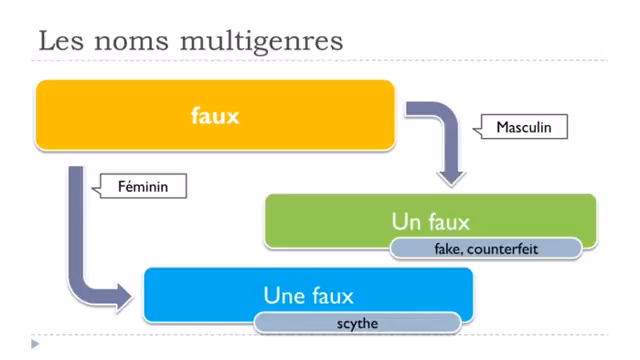 Les noms multigenres
faux
Masculin
Féminin
Un faux
fake, counterfeit
Une faux
scythe